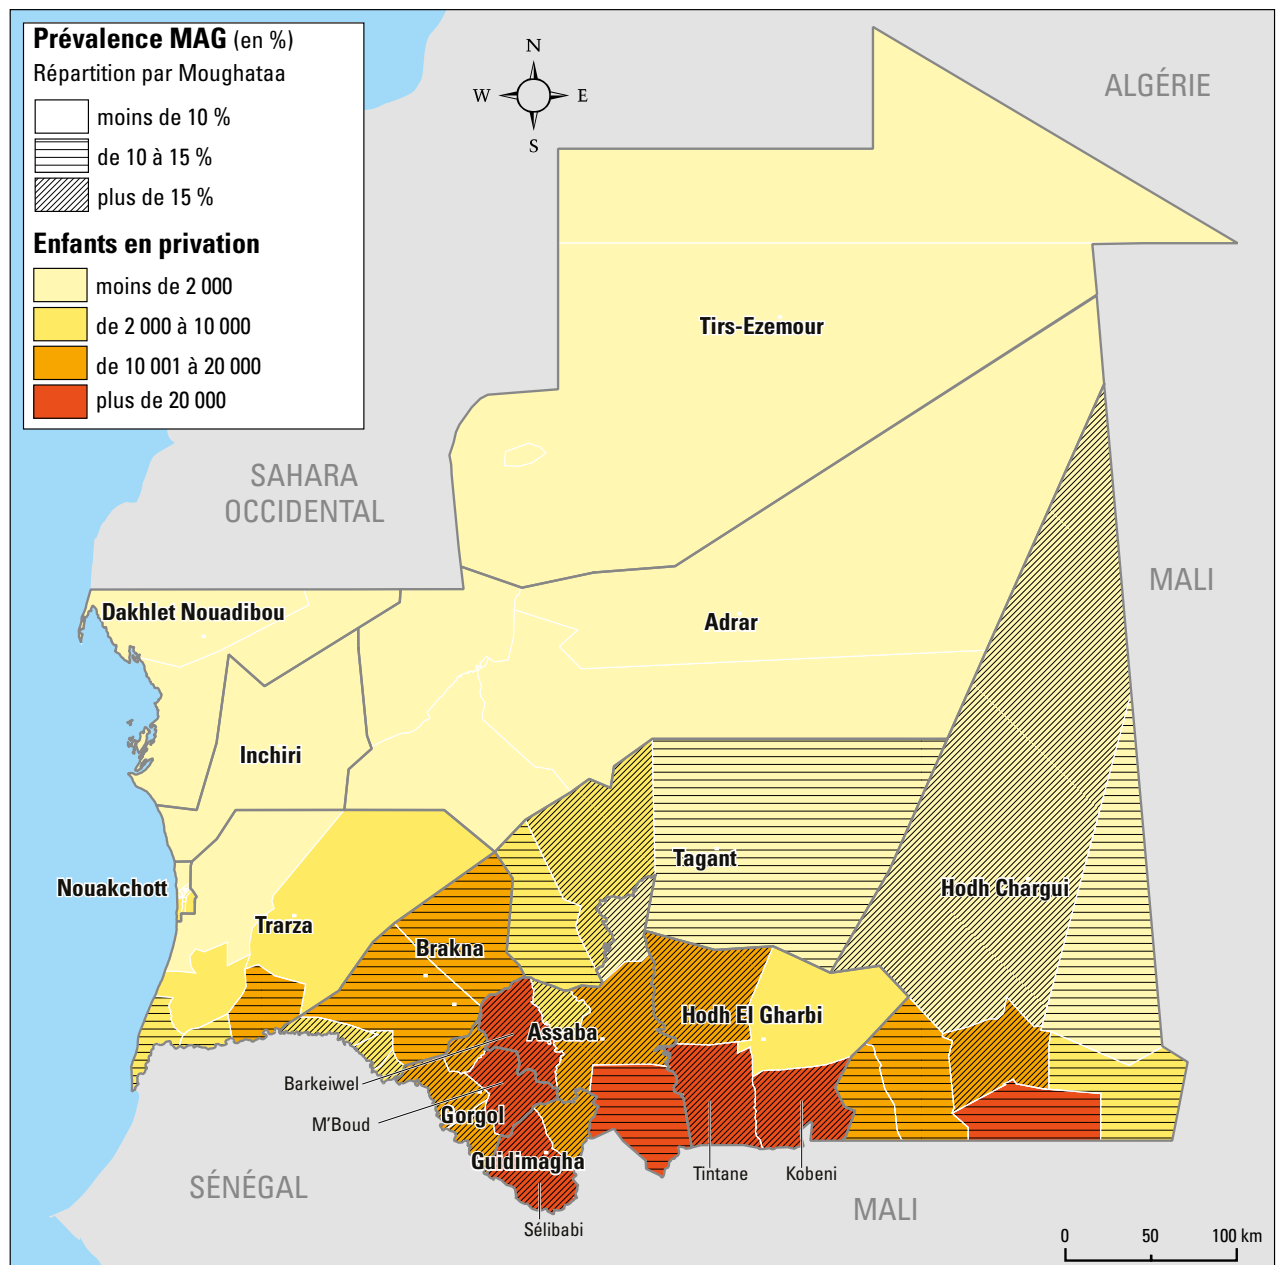 Prévalence MAG (en %)
Répartition par Moughataa
moins de 10 %
de 10 à 15 %
plus de 15 %
Enfants en privation
moins de 2 000
de 2 000 à 10 000
de 10 001 à 20 000
plus de 20 000
N
W
E
S
ALGÉRIE
Tirs-Ezemour
SAHARA
OCCIDENTAL
MALI
Dakhlet Nouadibou
Adrar
Inchiri
Tagant
Nouakchott
Hodh Chargui
Trarza
Brakna
Hodh El Gharbi
Assaba
Barkeiwel
M'Boud
Gorgol
Guidimagha
Tintane
Kobeni
SÉNÉGAL
MALI
Sélibabi
0
50
100 km